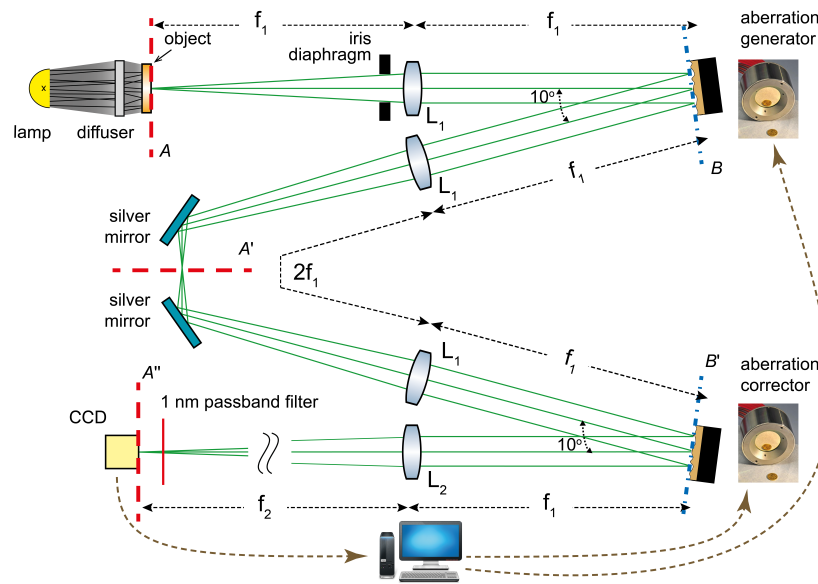 f1
f1
object
iris
diaphragm
aberration
generator
x
lamp
diffuser
A
L1
10°
L1
f1
B
silver
mirror
A'
2f1
silver
mirror
L1
f1
B'
aberration
corrector
A"
CCD
1 nm passband filter
10°
L2
f2
f1